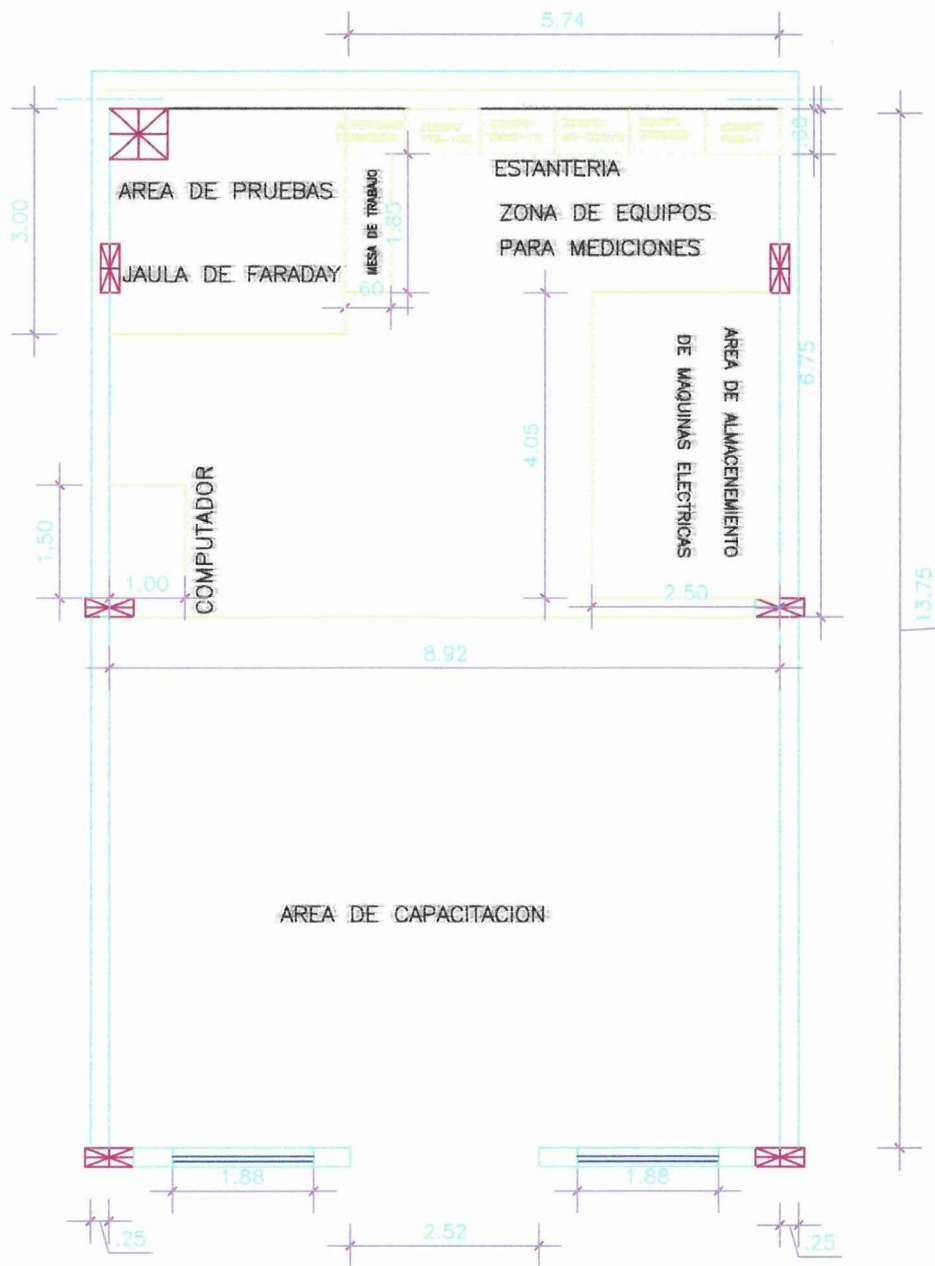 5.74
.60
3.00
AREA DE PRUEBAS
MESA DE TRABAJO
1.85
ESTANTERIA
ZONA DE EQUIPOS
PARA MEDICIONES
JAULA DE FARADAY
.60
AREA DE ALMACENEMIENTO
DE MAQUINAS ELECTRICAS
6.75
4.05
COMPUTADOR
1.50
1.00
2.50
13.75
8.92
AREA DE CAPACITACION
1.88
1.88
2.52
.25
.25